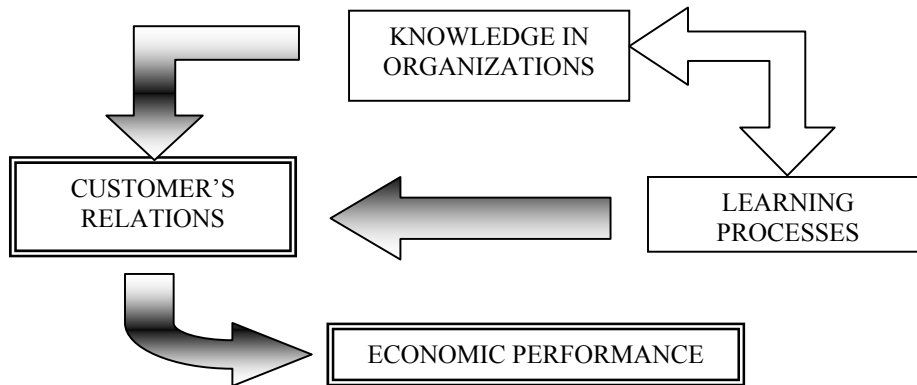 KNOWLEDGE IN
ORGANIZATIONS
CUSTOMER’S
RELATIONS
LEARNING
PROCESSES
ECONOMIC PERFORMANCE